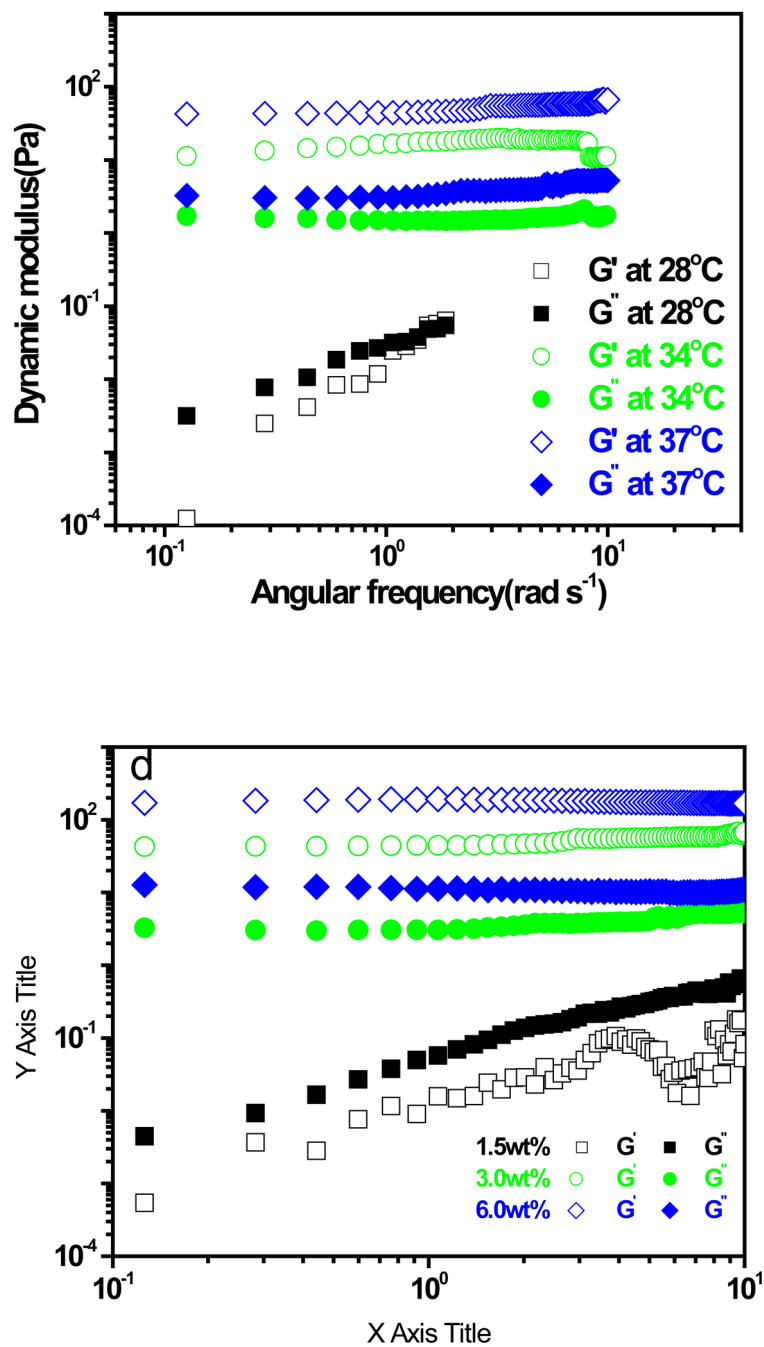 10²
10⁻¹
10⁻⁴
Dynamic modulus(Pa)
G' at 28°C
G'' at 28°C
G' at 34°C
G'' at 34°C
G' at 37°C
G'' at 37°C
10⁻¹ 10⁰ 10¹
Angular frequency(rad s⁻¹)
d
10²
10⁻¹
10⁻⁴
Y Axis Title
1.5wt% G' G''
3.0wt% G' G''
6.0wt% G' G''
10⁻¹ 10⁰ 10¹
X Axis Title